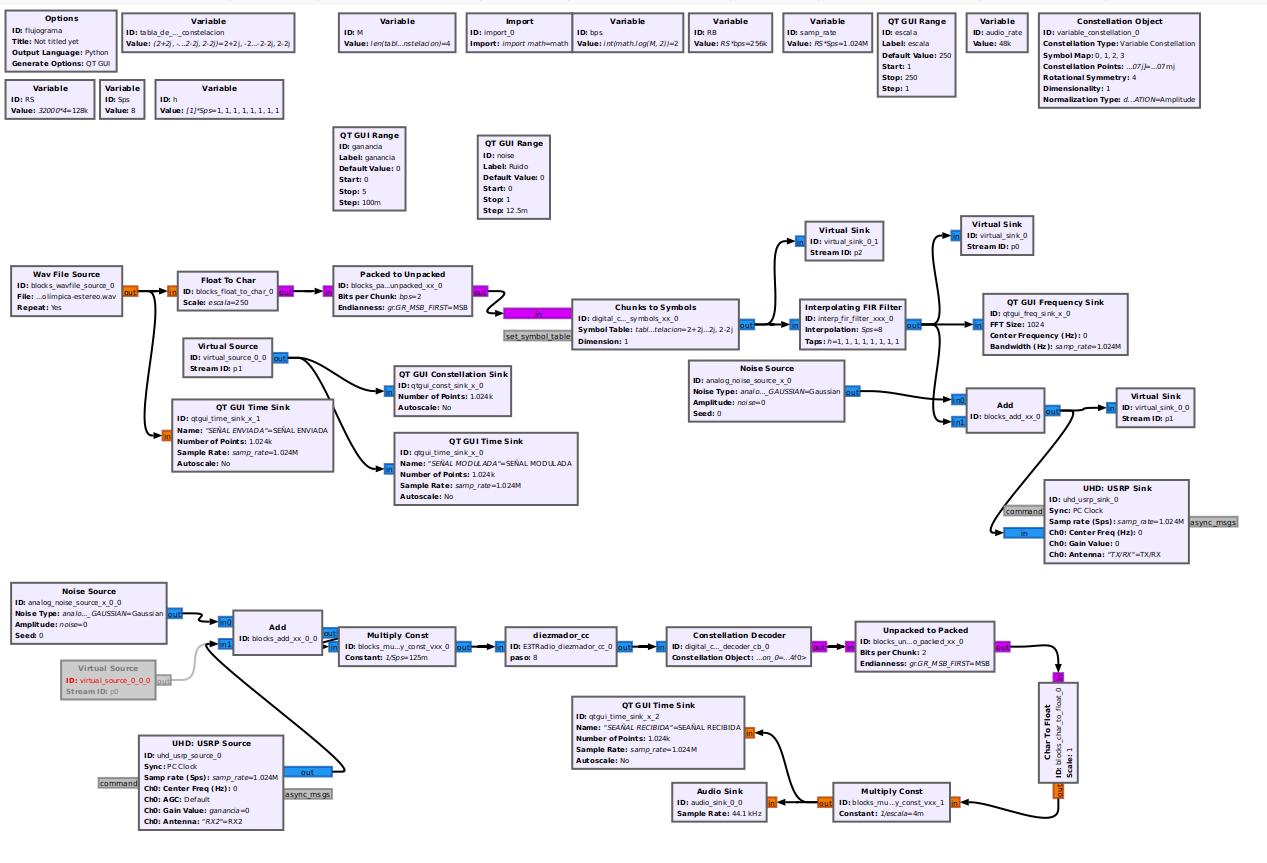 Options
ID: flujograma
Title: Not titled yet
Output Language: Python
Generate Options: QT GUI
Variable
ID: tabla_de_..._constelacion
Value: (2+2j, -...2-2j, 2-2j)=2+2j, -2...-2-2j, 2-2j
Variable
ID: M
Value: len(tabl...nstelacion)=4
Import
ID: import_0
Import: import math=math
Variable
ID: bps
Value: int(math.log(M, 2))=2
Variable
ID: RB
Value: RS*bps=256k
Variable
ID: samp_rate
Value: RS*Sps=1.024M
QT GUI Range
ID: escala
Label: escala
Default Value: 250
Start: 1
Stop: 250
Step: 1
Variable
ID: audio_rate
Value: 48k
Constellation Object
ID: variable_constellation_0
Constellation Type: Variable Constellation
Symbol Map: 0, 1, 2, 3
Constellation Points: ...07j]=...07mj
Rotational Symmetry: 4
Dimensionality: 1
Normalization Type: d...ATION=Amplitude
Variable
ID: RS
Value: 32000*4=128k
Variable
ID: Sps
Value: 8
Variable
ID: h
Value: [1]*Sps=1, 1, 1, 1, 1, 1, 1, 1
QT GUI Range
ID: ganancia
Label: ganancia
Default Value: 0
Start: 0
Stop: 5
Step: 100m
QT GUI Range
ID: noise
Label: Ruido
Default Value: 0
Start: 0
Stop: 1
Step: 12.5m
Virtual Sink
ID: virtual_sink_0_1
Stream ID: p2
in
Virtual Sink
ID: virtual_sink_0
Stream ID: p0
in
Wav File Source
ID: blocks_wavfile_source_0
File: ...olimpica-estereo.wav
Repeat: Yes
out
in
Float To Char
ID: blocks_float_to_char_0
Scale: escala=250
out
in
Packed to Unpacked
ID: blocks_pa...unpacked_xx_0
Bits per Chunk: bps=2
Endianness: gr.GR_MSB_FIRST=MSB
out
in
set_symbol_table
Chunks to Symbols
ID: digital_c..._symbols_xx_0
Symbol Table: tabl...telacion=2+2j...2j, 2-2j
Dimension: 1
out
in
Interpolating FIR Filter
ID: interp_fir_filter_xxx_0
Interpolation: Sps=8
Taps: h=1, 1, 1, 1, 1, 1, 1, 1
out
in
QT GUI Frequency Sink
ID: qtgui_freq_sink_x_0
FFT Size: 1024
Center Frequency (Hz): 0
Bandwidth (Hz): samp_rate=1.024M
Virtual Source
ID: virtual_source_0_0
Stream ID: p1
out
in
QT GUI Constellation Sink
ID: qtgui_const_sink_x_0
Number of Points: 1.024k
Autoscale: No
Noise Source
ID: analog_noise_source_x_0
Noise Type: analo..._GAUSSIAN=Gaussian
Amplitude: noise=0
Seed: 0
out
in0
in1
Add
ID: blocks_add_xx_0
out
in
Virtual Sink
ID: virtual_sink_0_0
Stream ID: p1
in
QT GUI Time Sink
ID: qtgui_time_sink_x_1
Name: "SEÑAL ENVIADA"=SEÑAL ENVIADA
Number of Points: 1.024k
Sample Rate: samp_rate=1.024M
Autoscale: No
in
QT GUI Time Sink
ID: qtgui_time_sink_x_0
Name: "SEÑAL MODULADA"=SEÑAL MODULADA
Number of Points: 1.024k
Sample Rate: samp_rate=1.024M
Autoscale: No
command
in
UHD: USRP Sink
ID: uhd_usrp_sink_0
Sync: PC Clock
Samp rate (Sps): samp_rate=1.024M
Ch0: Center Freq (Hz): 0
Ch0: Gain Value: 0
Ch0: Antenna: "TX/RX"=TX/RX
async_msgs
Noise Source
ID: analog_noise_source_x_0_0
Noise Type: analo..._GAUSSIAN=Gaussian
Amplitude: noise=0
Seed: 0
out
in0
in1
Add
ID: blocks_add_xx_0_0
out
in
Multiply Const
ID: blocks_mu...y_const_vxx_0
Constant: 1/Sps=125m
out
in
diezmador_cc
ID: E3TRadio_diezmador_cc_0
paso: 8
out
in
Constellation Decoder
ID: digital_c..._decoder_cb_0
Constellation Object: ...on_0=...4f0>
out
in
Unpacked to Packed
ID: blocks_un...o_packed_xx_0
Bits per Chunk: 2
Endianness: gr.GR_MSB_FIRST=MSB
out
Virtual Source
ID: virtual_source_0_0_0
Stream ID: p0
out
in
Char To Float
ID: blocks_char_to_float_0
Scale: 1
out
QT GUI Time Sink
ID: qtgui_time_sink_x_2
Name: "SEAÑAL RECIBIDA"=SEAÑAL RECIBIDA
Number of Points: 1.024k
Sample Rate: samp_rate=1.024M
Autoscale: No
in
command
UHD: USRP Source
ID: uhd_usrp_source_0
Sync: PC Clock
Samp rate (Sps): samp_rate=1.024M
Ch0: Center Freq (Hz): 0
Ch0: AGC: Default
Ch0: Gain Value: ganancia=0
Ch0: Antenna: "RX2"=RX2
out
async_msgs
Audio Sink
ID: audio_sink_0_0
Sample Rate: 44.1 kHz
in
out
Multiply Const
ID: blocks_mu...y_const_vxx_1
Constant: 1/escala=4m
in